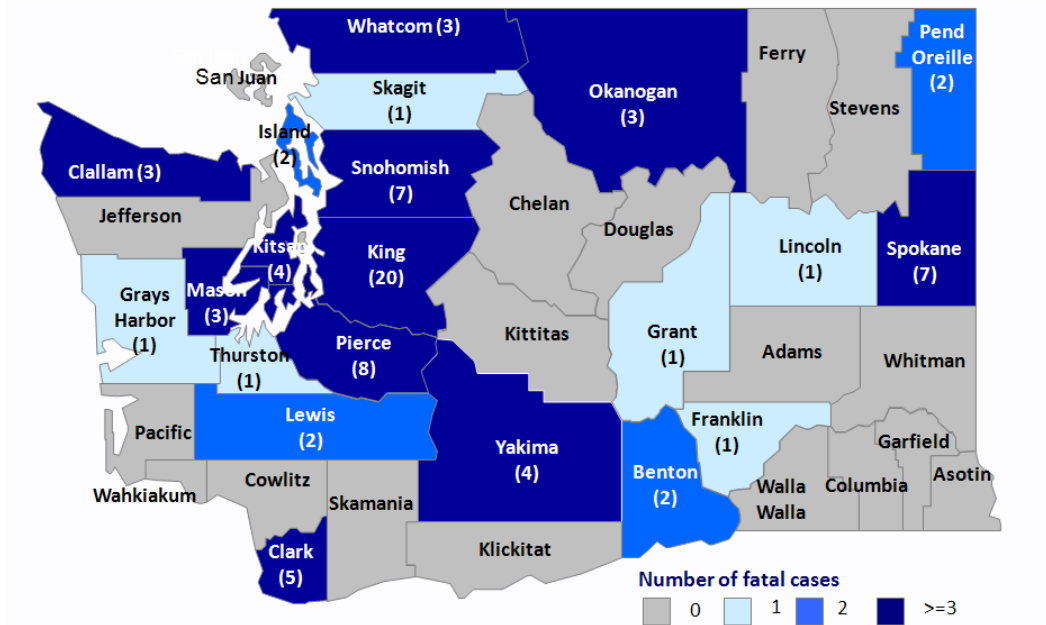 Whatcom (3)
San Juan
Skagit
(1)
Okanogan
(3)
Ferry
Stevens
Pend
Oreille
(2)
Island
(2)
Clallam (3)
Snohomish
(7)
Jefferson
Chelan
Douglas
Kitsap
(4)
King
(20)
Lincoln
(1)
Spokane
(7)
Grays
Harbor
(1)
Mason
(3)
Thurston
(1)
Pierce
(8)
Kittitas
Grant
(1)
Adams
Whitman
Lewis
(2)
Pacific
Yakima
(4)
Franklin
(1)
Benton
(2)
Garfield
Wahkiakum
Cowlitz
Skamania
Walla
Walla
Columbia
Asotin
Clark
(5)
Klickitat
Number of fatal cases
0 1 2 >=3